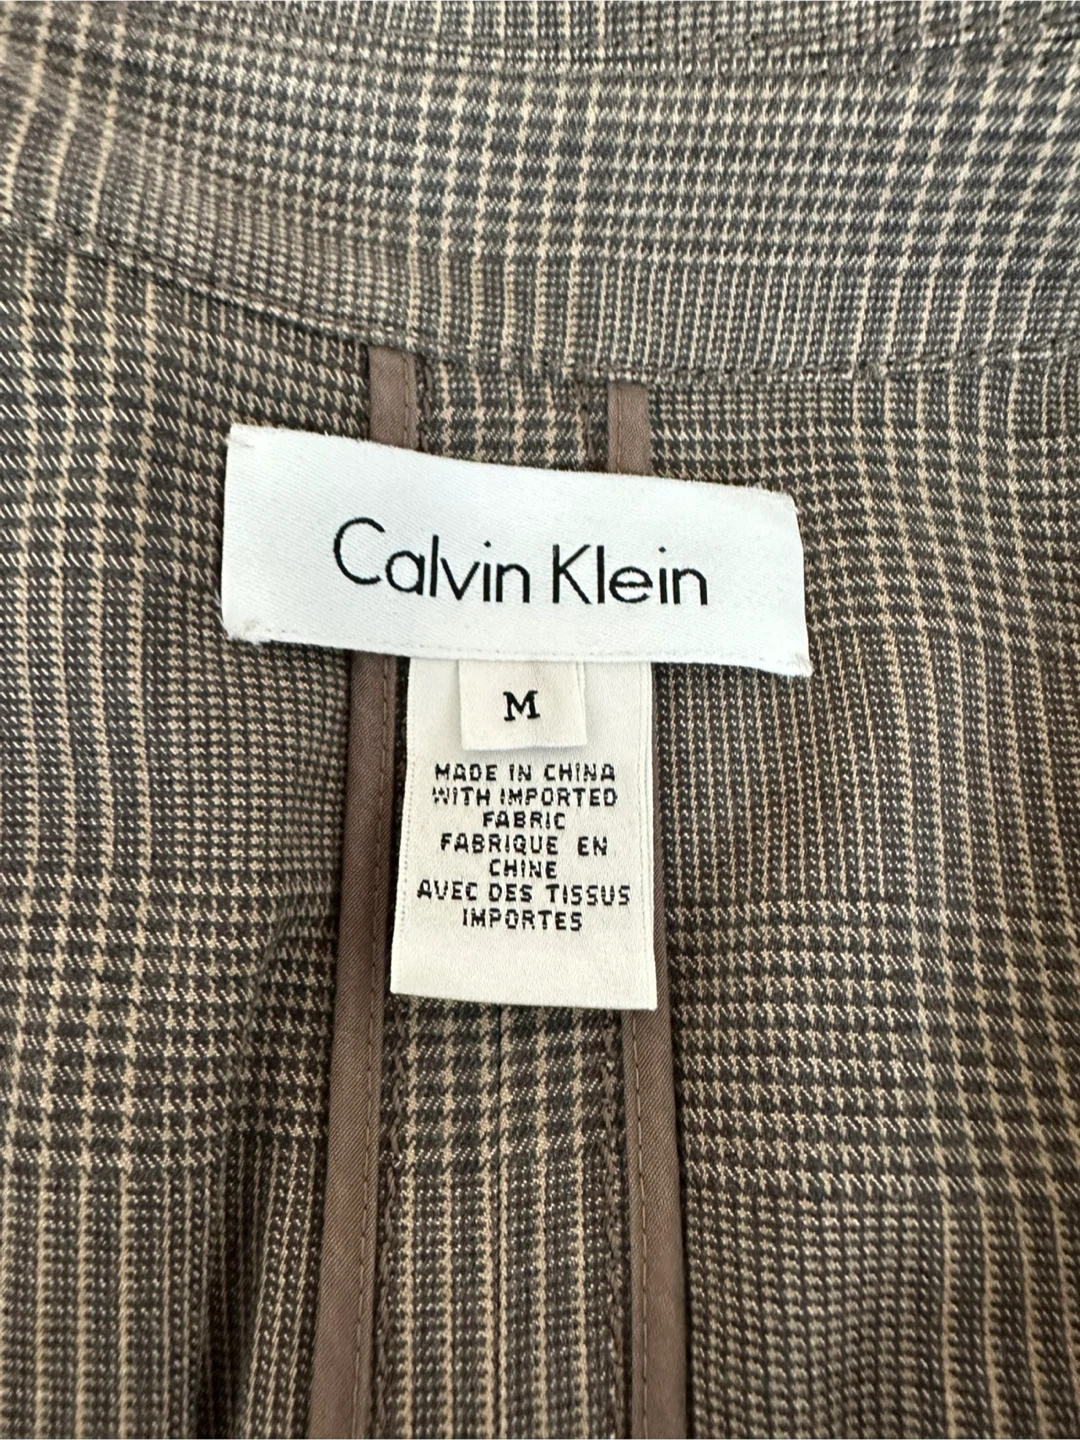 Calvin Klein
M
MADE IN CHINA
WITH IMPORTED
FABRIC
FABRIQUE EN
CHINE
AVEC DES TISSUS
IMPORTES